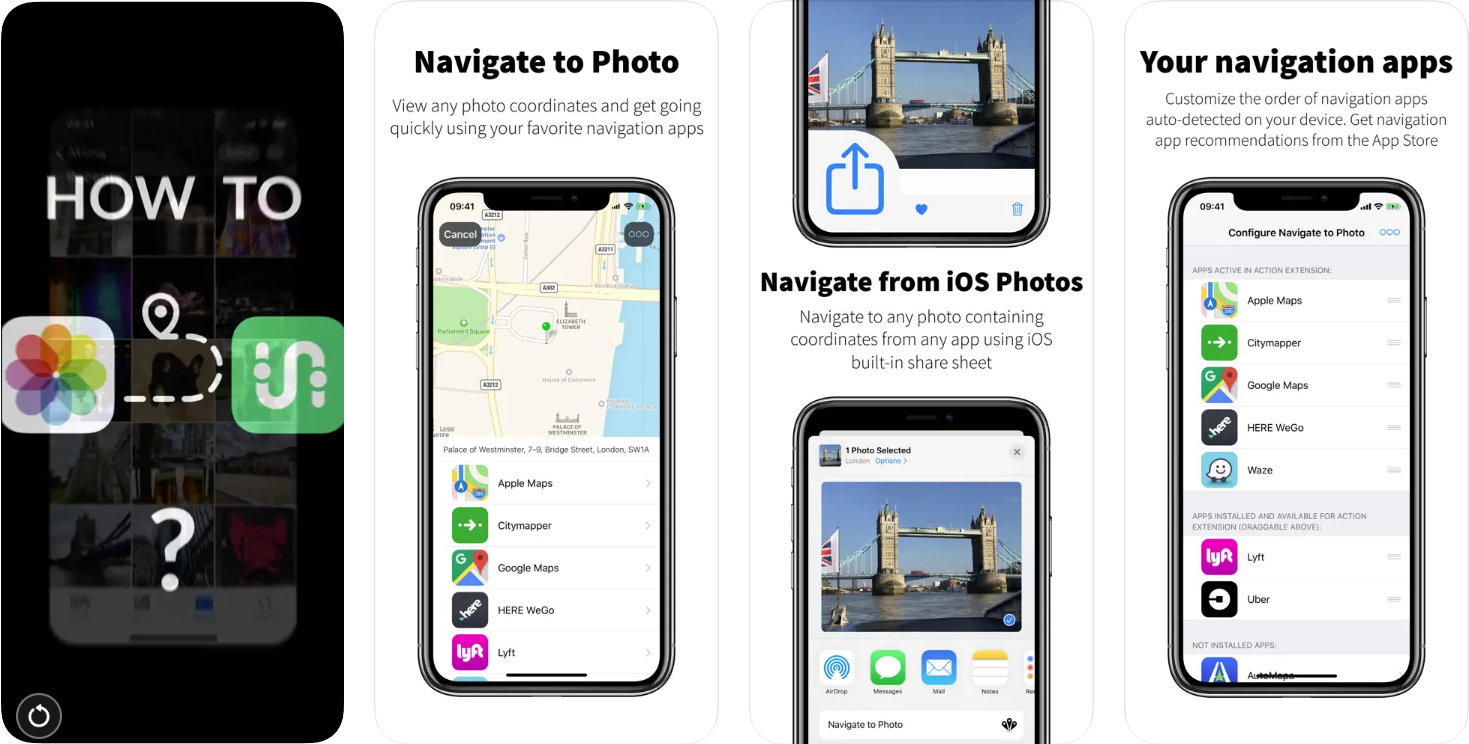 HOW TO
?
Navigate to Photo
View any photo coordinates and get going
quickly using your favorite navigation apps
09:41
A3212
Cancel
A3211
A302
ELIZABETH
TOWER
Parliament Square
A3212
House of Commons
PALACE OF
WESTMINSTER
Palace of Westminster, 7–9, Bridge Street, London, SW1A
Apple Maps
Citymapper
Google Maps
HERE WeGo
Lyft
Navigate from iOS Photos
Navigate to any photo containing
coordinates from any app using iOS
built-in share sheet
1 Photo Selected
London Options >
AirDrop
Messages
Mail
Notes
Navigate to Photo
Your navigation apps
Customize the order of navigation apps
auto-detected on your device. Get navigation
app recommendations from the App Store
09:41
Configure Navigate to Photo
APPS ACTIVE IN ACTION EXTENSION:
Apple Maps
Citymapper
Google Maps
HERE WeGo
Waze
APPS INSTALLED AND AVAILABLE FOR ACTION
EXTENSION (DRAGGABLE ABOVE):
Lyft
Uber
NOT INSTALLED APPS:
AutoMapa